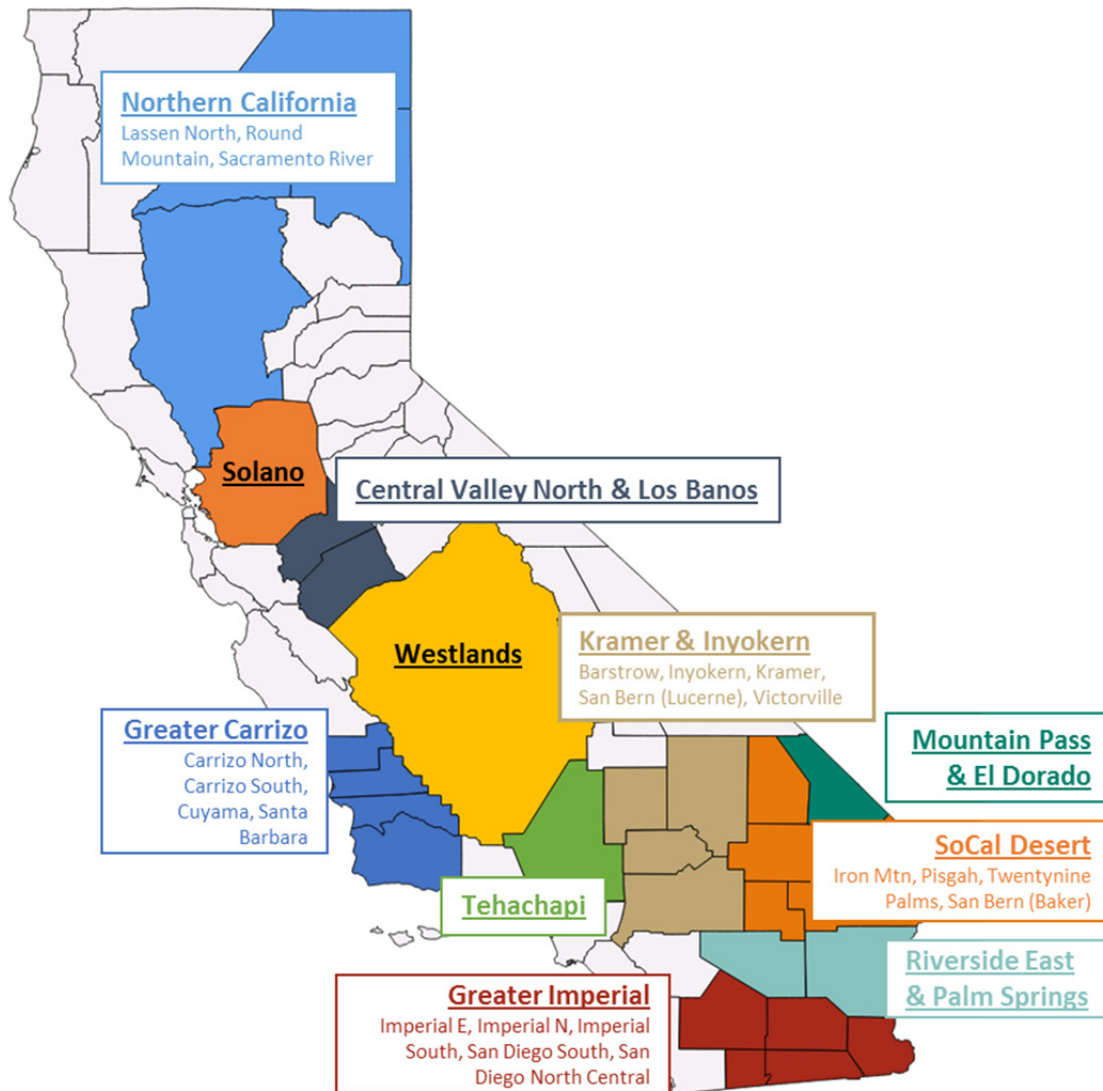 Northern California
Lassen North, Round
Mountain, Sacramento River
Solano
Central Valley North & Los Banos
Westlands
Kramer & Inyokern
Barstrow, Inyokern, Kramer,
San Bern (Lucerne), Victorville
Greater Carrizo
Carrizo North,
Carrizo South,
Cuyama, Santa
Barbara
Mountain Pass
& El Dorado
SoCal Desert
Iron Mtn, Pisgah, Twentynine
Palms, San Bern (Baker)
Tehachapi
Riverside East
& Palm Springs
Greater Imperial
Imperial E, Imperial N, Imperial
South, San Diego South, San
Diego North Central